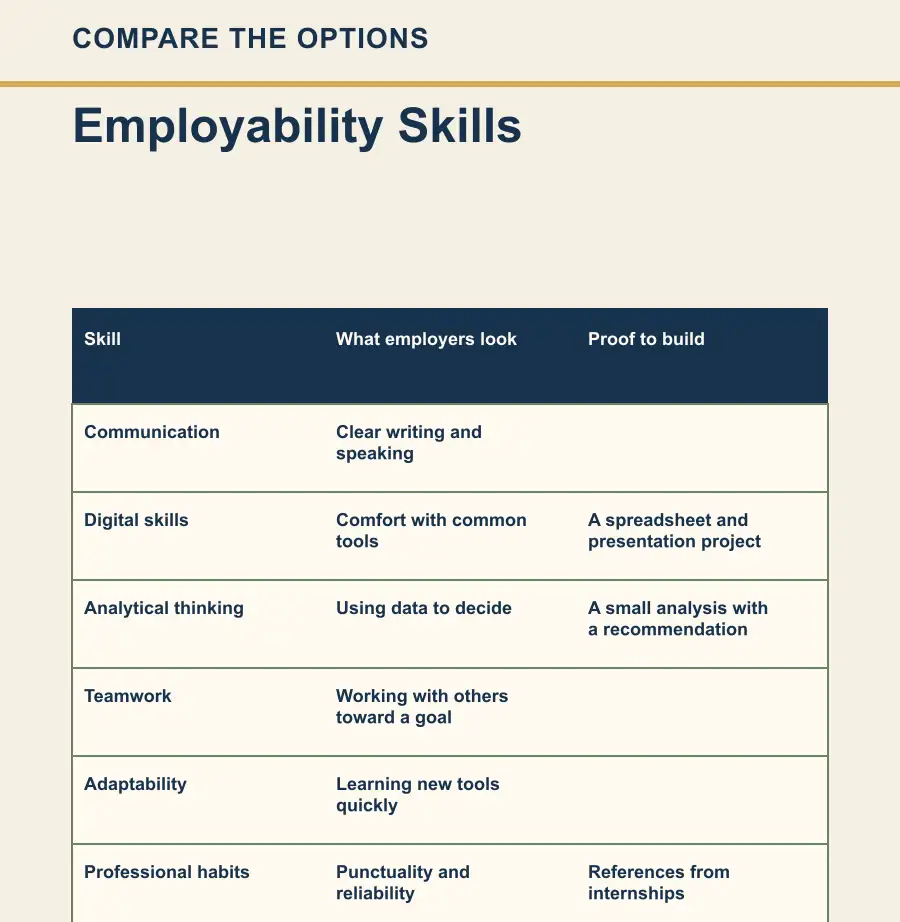 COMPARE THE OPTIONS
Employability Skills
Skill What employers look Proof to build
Communication Clear writing and
speaking
Digital skills Comfort with common A spreadsheet and
tools presentation project
Analytical thinking Using data to decide A small analysis with
a recommendation
Teamwork Working with others
toward a goal
Adaptability Learning new tools
quickly
Professional habits Punctuality and References from
reliability internships